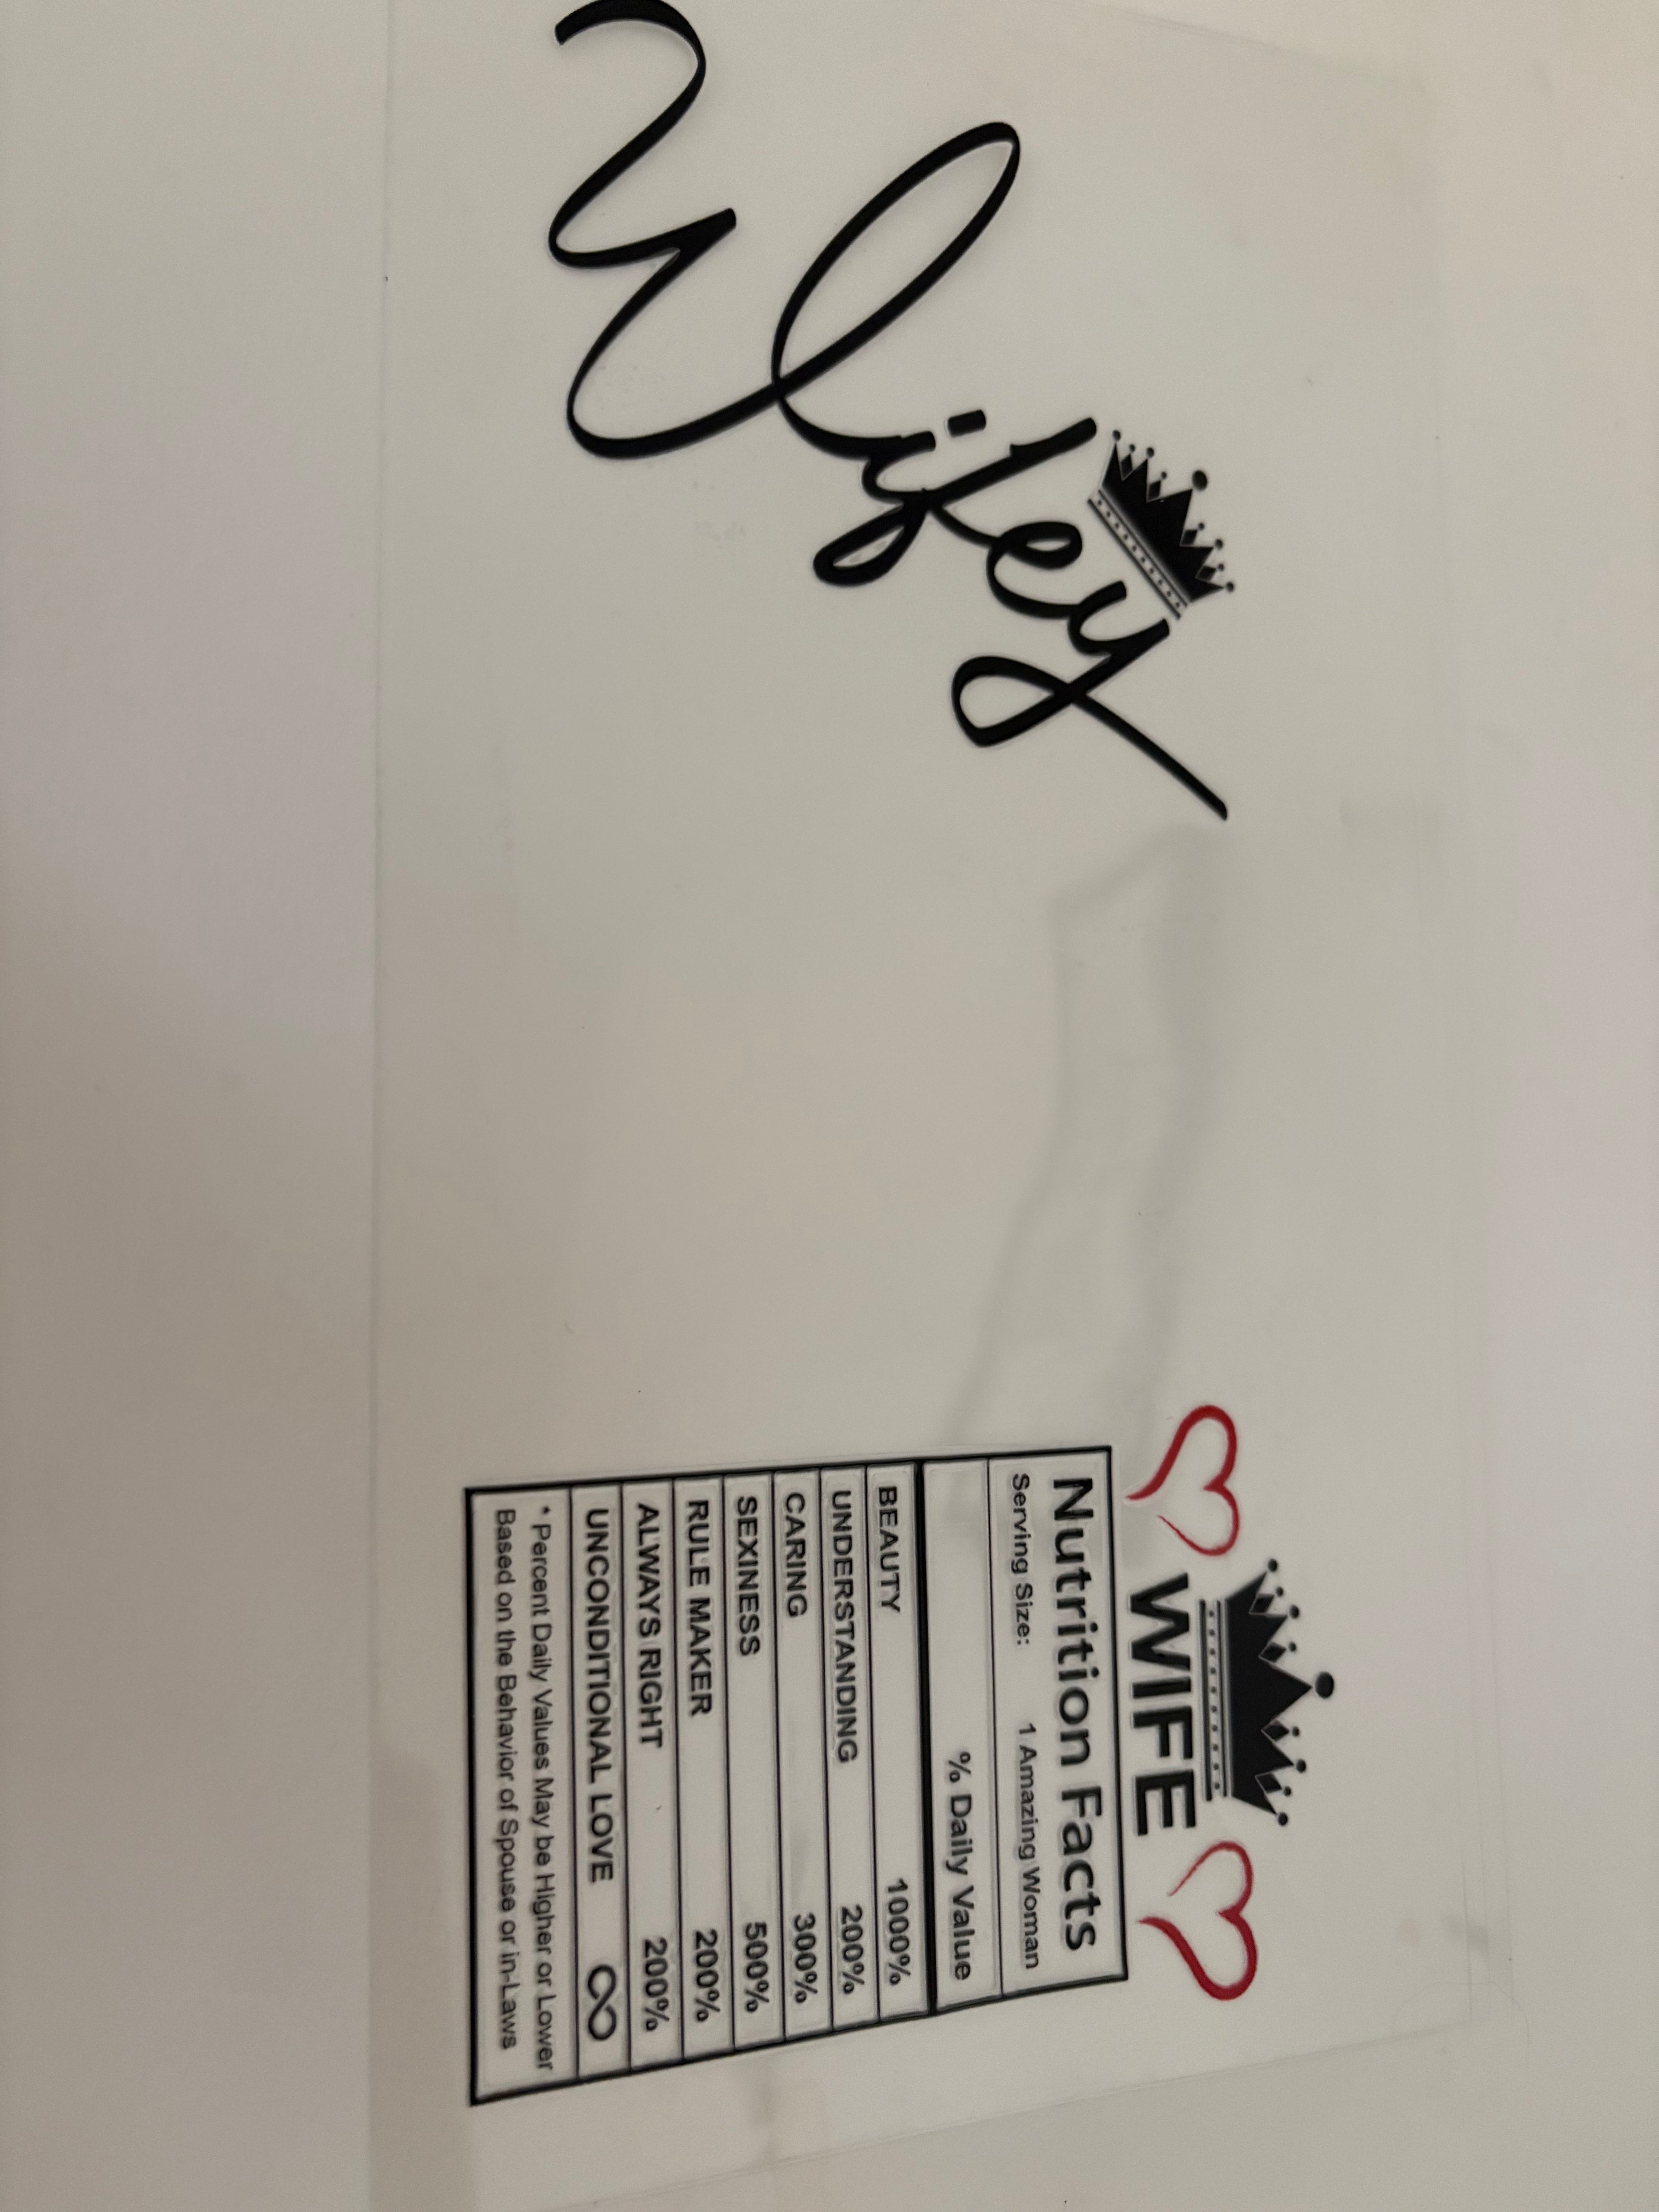 Wifey
WIFE
Nutrition Facts
Serving Size: 1 Amazing Woman
% Daily Value
BEAUTY 1000%
UNDERSTANDING 200%
CARING 300%
SEXINESS 500%
RULE MAKER 200%
ALWAYS RIGHT 200%
UNCONDITIONAL LOVE ∞
* Percent Daily Values May be Higher or Lower
Based on the Behavior of Spouse or in-Laws